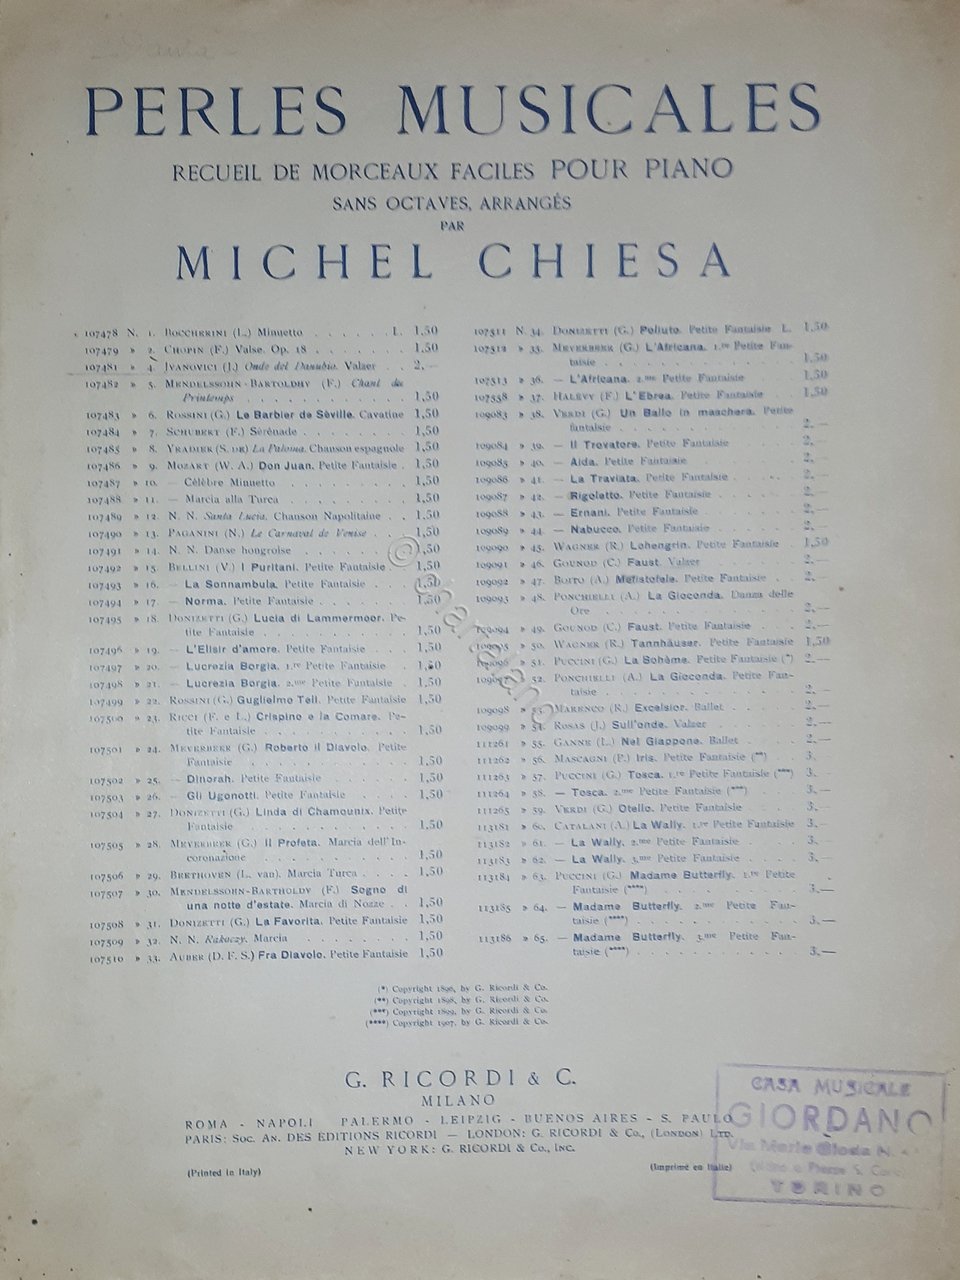 PERLES MUSICALES
RECUEIL DE MORCEAUX FACILES POUR PIANO
SANS OCTAVES, ARRANGÉS
PAR
MICHEL CHIESA
107478 N. 1. BOCCHERINI (L.) Minuetto . . . . . . L. 1,50
107479 » 2. CHOPIN (F.) Valse. Op. 18 . . . . . . . 1,50
107481 » 4. IVANOVICI (J.) Onde del Danubio. Valzer . . 2,—
107482 » 5. MENDELSSOHN-BARTOLDHY (F.) Chant du
Printemps . . . . . . . . . . . 1,50
107483 » 6. ROSSINI (G.) Le Barbier de Sèville. Cavatine 1,50
107484 » 7. SCHUBERT (F.) Sérénade . . . . . . . . 1,50
107485 » 8. YRADIER (S. DE) La Paloma. Chanson espagnole 1,50
107486 » 9. MOZART (W. A.) Don Juan. Petite Fantaisie . 1,50
107487 » 10. — Célèbre Minuetto . . . . . . . . . 1,50
107488 » 11. — Marcia alla Turca . . . . . . . . . 1,50
107489 » 12. N. N. Santa Lucia. Chanson Napolitaine . . 1,50
107490 » 13. PAGANINI (N.) Le Carnaval de Venise . . . 1,50
107491 » 14. N. N. Danse hongroise . . . . . . . . 1,50
107492 » 15. BELLINI (V.) I Puritani. Petite Fantaisie . . 1,50
107493 » 16. — La Sonnambula. Petite Fantaisie . . . . 1,50
107494 » 17 — Norma. Petite Fantaisie . . . . . . . 1,50
107495 » 18. DONIZETTI (G.) Lucia di Lammermoor. Pe-
tite Fantaisie . . . . . . . . . . . 1,50
107496 » 19. — L'Elisir d'amore. Petite Fantaisie . . . . 1,50
107497 » 20. — Lucrezia Borgia. 1.re Petite Fantaisie . . 1,50
107498 » 21. — Lucrezia Borgia. 2.me Petite Fantaisie . . 1,50
107499 » 22. ROSSINI (G.) Guglielmo Tell. Petite Fantaisie 1,50
107500 » 23. RICCI (F. e L.) Crispino e la Comare. Pe-
tite Fantaisie . . . . . . . . . . . 1,50
107501 » 24. MEYERBEER (G.) Roberto il Diavolo. Petite
Fantaisie . . . . . . . . . . . . 1,50
107502 » 25. — Dinorah. Petite Fantaisie . . . . . . 1,50
107503 » 26. — Gli Ugonotti. Petite Fantaisie . . . . . 1,50
107504 » 27. DONIZETTI (G.) Linda di Chamounix. Petite
Fantaisie . . . . . . . . . . . . 1,50
107505 » 28. MEYERBEER (G.) Il Profeta. Marcia dell'In-
coronazione . . . . . . . . . . . 1,50
107506 » 29. BEETHOVEN (L. van). Marcia Turca . . . . 1,50
107507 » 30. MENDELSSOHN-BARTHOLDY (F.) Sogno di
una notte d'estate. Marcia di Nozze . . 1,50
107508 » 31. DONIZETTI (G.) La Favorita. Petite Fantaisie 1,50
107509 » 32. N. N. Rakoczy. Marcia . . . . . . . . 1,50
107510 » 33. AUBER (D. F. S.) Fra Diavolo. Petite Fantaisie 1,50
107511 N. 34. DONIZETTI (G.) Poliuto. Petite Fantaisie L. 1,50
107512 » 35. MEYERBEER (G.) L'Africana. 1.re Petite Fan-
taisie . . . . . . . . . . . . . 1,50
107513 » 36. — L'Africana. 2.me Petite Fantaisie . . . 1,50
107558 » 37. HALEVY (F.) L'Ebrea. Petite Fantaisie . . . 1,50
109083 » 38. VERDI (G.) Un Ballo in maschera. Petite
fantaisie . . . . . . . . . . . . 2,—
109084 » 39. — Il Trovatore. Petite Fantaisie . . . . 2,—
109085 » 40. — Aida. Petite Fantaisie . . . . . . . 2,—
109086 » 41. — La Traviata. Petite Fantaisie . . . . 2,—
109087 » 42. — Rigoletto. Petite Fantaisie . . . . . 2,—
109088 » 43. — Ernani. Petite Fantaisie . . . . . . 2,—
109089 » 44. — Nabucco. Petite Fantaisie . . . . . 2,—
109090 » 45. WAGNER (R.) Lohengrin. Petite Fantaisie . 1,50
109091 » 46. GOUNOD (C.) Faust. Valzer . . . . . . 2,—
109092 » 47. BOITO (A.) Mefistofele. Petite Fantaisie . . 2,—
109093 » 48. PONCHIELLI (A.) La Gioconda. Danza delle
Ore . . . . . . . . . . . . . . 2,—
109094 » 49. GOUNOD (C.) Faust. Petite Fantaisie . . . 2,—
109095 » 50. WAGNER (R.) Tannhäuser. Petite Fantaisie 1,50
109096 » 51. PUCCINI (G.) La Bohème. Petite Fantaisie (*) 2,—
109097 » 52. PONCHIELLI (A.) La Gioconda. Petite Fan-
taisie . . . . . . . . . . . . . 2,—
109098 » 53. MARENCO (R.) Excelsior. Ballet . . . . . 2,—
109099 » 54. ROSAS (J.) Sull'onde. Valzer . . . . . . 2,—
111261 » 55. GANNE (L.) Nel Giappone. Ballet . . . . 2,—
111262 » 56. MASCAGNI (P.) Iris. Petite Fantaisie (**) . . 3,—
111263 » 57. PUCCINI (G.) Tosca. 1.re Petite Fantaisie (***) 3,—
111264 » 58. — Tosca. 2.me Petite Fantaisie (***) . . . 3,—
111265 » 59. VERDI (G.) Otello. Petite Fantaisie . . . . 3,—
113181 » 60. CATALANI (A.) La Wally. 1.re Petite Fantaisie 3,—
113182 » 61. — La Wally. 2.me Petite Fantaisie . . . . 3,—
113183 » 62. — La Wally. 3.me Petite Fantaisie . . . . 3,—
113184 » 63. PUCCINI (G.) Madame Butterfly. 1.re Petite
Fantaisie (****) . . . . . . . . . . 3,—
113185 » 64. — Madame Butterfly. 2.me Petite Fan-
taisie (****) . . . . . . . . . . . 3,—
113186 » 65. — Madame Butterfly. 3.me Petite Fan-
taisie (****) . . . . . . . . . . . 3,—
(*) Copyright 1896, by G. Ricordi & Co.
(**) Copyright 1898, by G. Ricordi & Co.
(***) Copyright 1899, by G. Ricordi & Co.
(****) Copyright 1907, by G. Ricordi & Co.
G. RICORDI & C.
MILANO
ROMA - NAPOLI PALERMO - LEIPZIG - BUENOS AIRES - S. PAULO
PARIS: SOC. AN. DES EDITIONS RICORDI — LONDON: G. RICORDI & CO., (LONDON) LTD.
NEW YORK: G. RICORDI & CO., INC.
(Printed in Italy) (Imprimé en Italie)
CASA MUSICALE
GIORDANO
Via Maria
TORINO